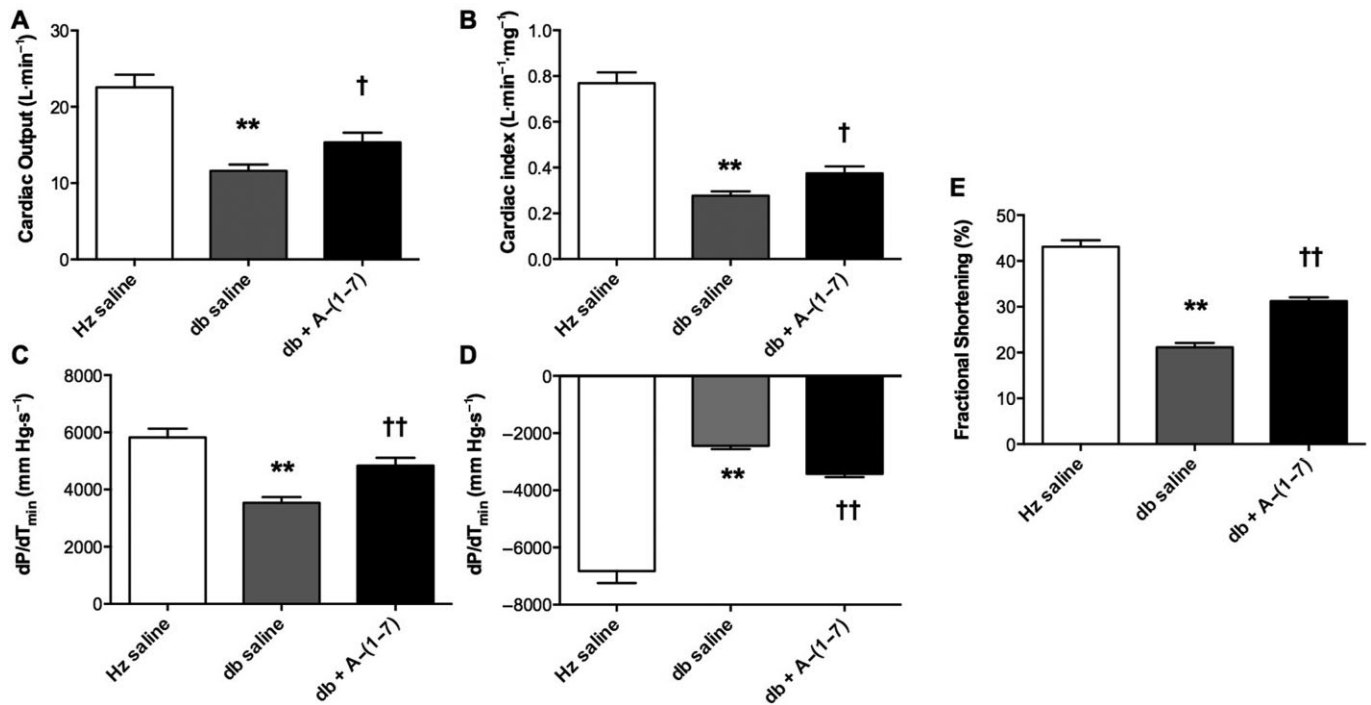 A
Cardiac Output (L·min⁻¹)
30
20
10
0
**
†
Hz saline
db saline
db + A–(1–7)
B
Cardiac index (L·min⁻¹·mg⁻¹)
1.0
0.8
0.6
0.4
0.2
0.0
**
†
Hz saline
db saline
db + A–(1–7)
C
dP/dTmin (mm Hg·s⁻¹)
8000
6000
4000
2000
0
**
††
Hz saline
db saline
db + A–(1–7)
D
dP/dTmin (mm Hg·s⁻¹)
0
–2000
–4000
–6000
–8000
**
††
Hz saline
db saline
db + A–(1–7)
E
Fractional Shortening (%)
50
40
30
20
10
0
**
††
Hz saline
db saline
db + A–(1–7)